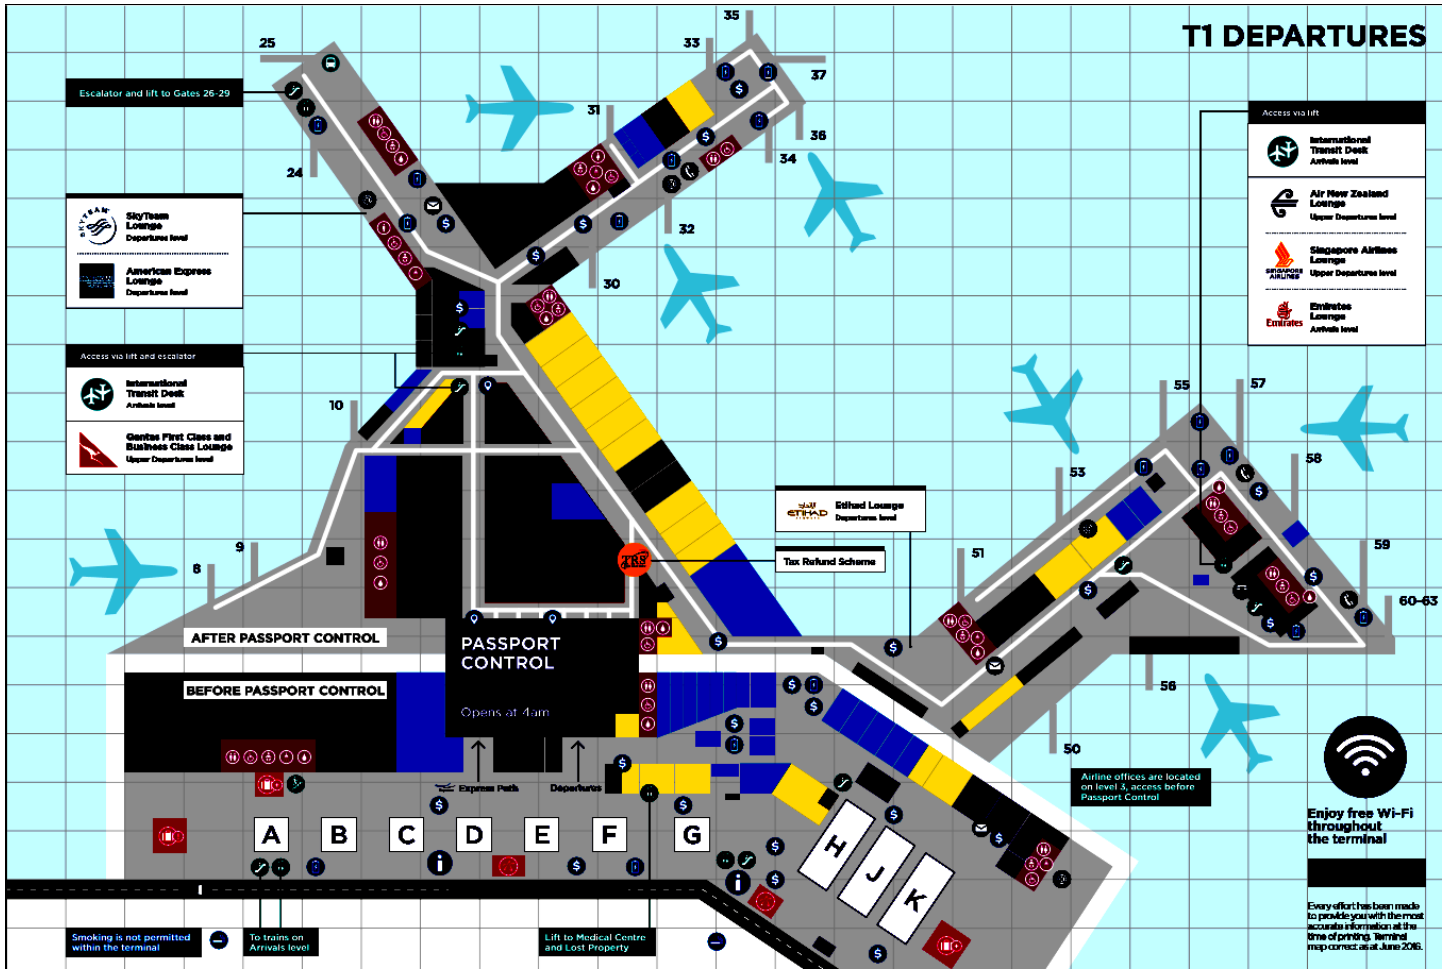 T1 DEPARTURES
35
33
25
37
31
36
34
24
32
30
Escalator and lift to Gates 26-29
SKYTEAM
SkyTeam
Lounge
Departures level
American Express
Lounge
Departures level
Access via lift and escalator
International
Transit Desk
Arrivals level
Qantas First Class and
Business Class Lounge
Upper Departures level
10
9
8
Access via lift
International
Transit Desk
Arrivals level
Air New Zealand
Lounge
Upper Departures level
SINGAPORE
AIRLINES
Singapore Airlines
Lounge
Upper Departures level
Emirates
Emirates
Lounge
Arrivals level
55
57
53
58
51
59
60-63
56
50
ETIHAD
Etihad Lounge
Departures level
TRS
Tax Refund Scheme
AFTER PASSPORT CONTROL
BEFORE PASSPORT CONTROL
PASSPORT
CONTROL
Opens at 4am
Express Path
Departures
A
B
C
D
E
F
G
H
J
K
Airline offices are located
on level 3, access before
Passport Control
Enjoy free Wi-Fi
throughout
the terminal
Every effort has been made
to provide you with the most
accurate information at the
time of printing. Terminal
map correct as at June 2016.
Smoking is not permitted
within the terminal
To trains on
Arrivals level
Lift to Medical Centre
and Lost Property